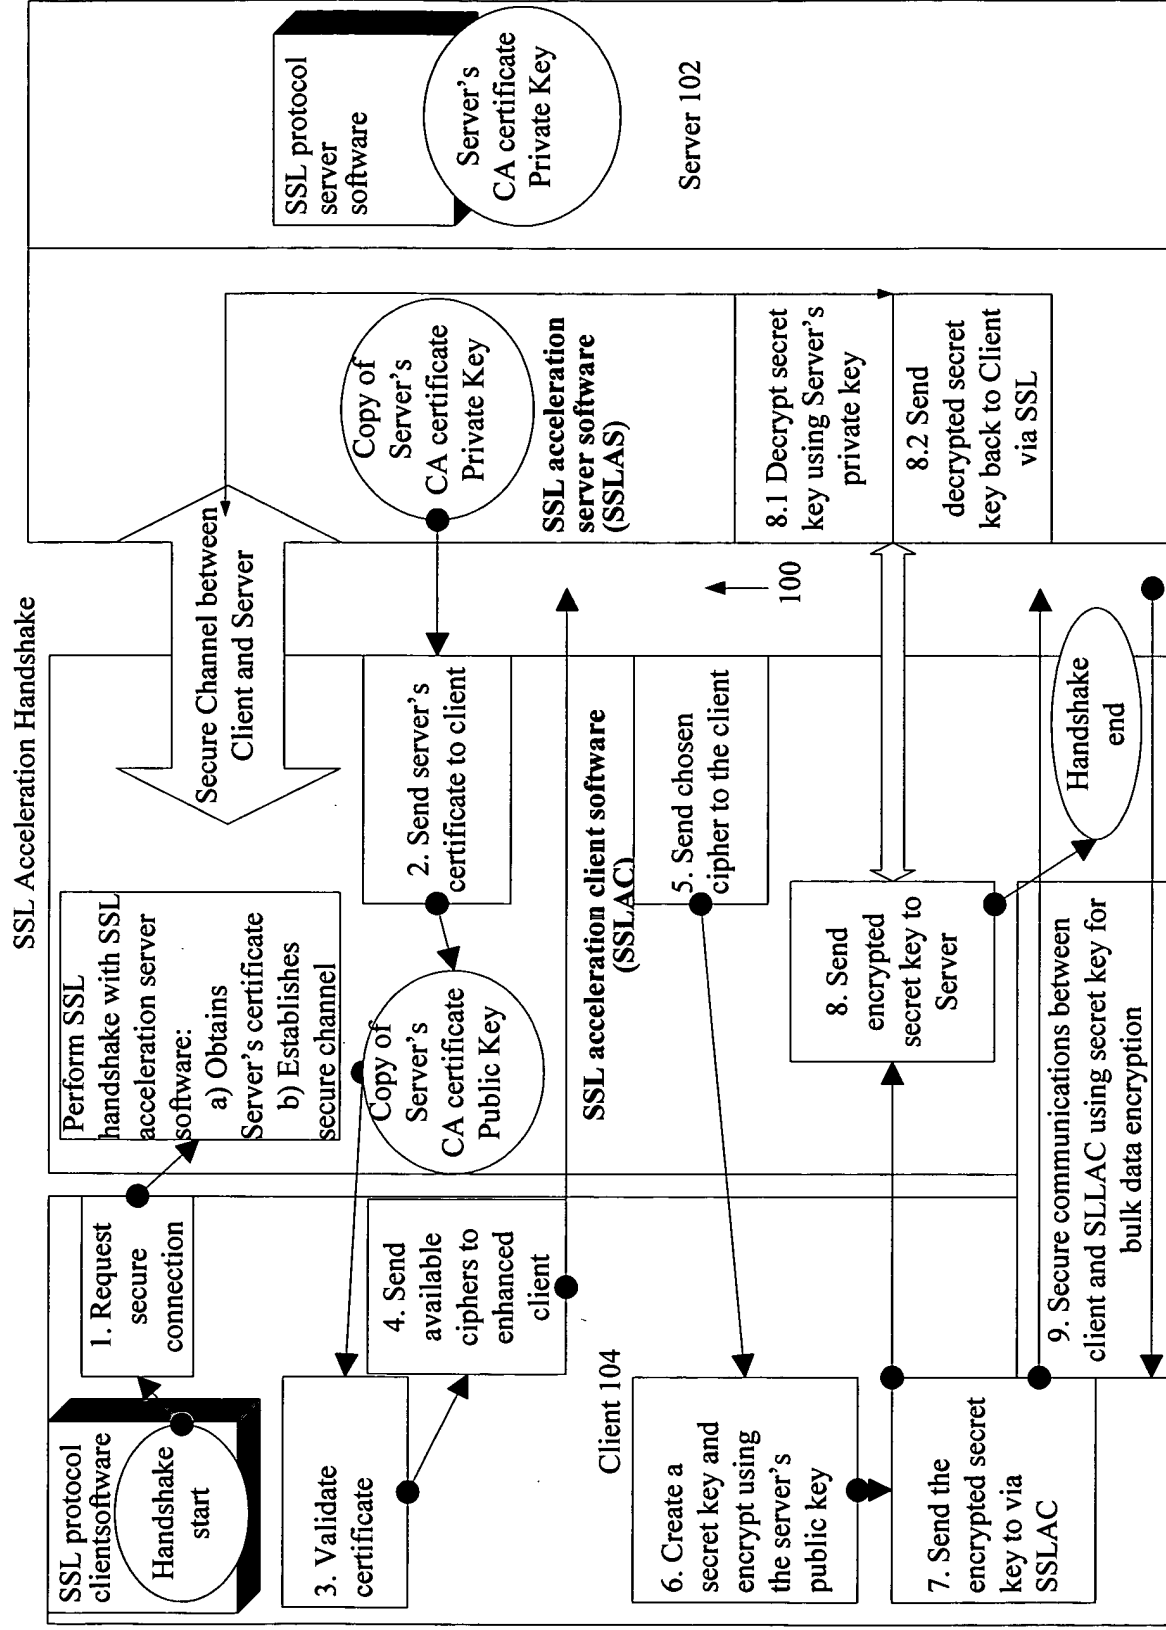 SSL Acceleration Handshake
SSL protocol
clientsoftware
Handshake
start
1. Request
secure
connection
3. Validate
certificate
4. Send
available
ciphers to
enhanced
client
Client 104
6. Create a
secret key and
encrypt using
the server's
public key
7. Send the
encrypted secret
key to via
SSLAC
Perform SSL
handshake with SSL
acceleration server
software:
a) Obtains
Server's certificate
b) Establishes
secure channel
Secure Channel between
Client and Server
2. Send server's
certificate to client
Copy of
Server's
CA certificate
Public Key
SSL acceleration client software
(SSLAC)
5. Send chosen
cipher to the client
8. Send
encrypted
secret key to
Server
Handshake
end
9. Secure communications between
client and SLLAC using secret key for
bulk data encryption
100
Copy of
Server's
CA certificate
Private Key
SSL acceleration
server software
(SSLAS)
8.1 Decrypt secret
key using Server's
private key
8.2 Send
decrypted secret
key back to Client
via SSL
SSL protocol
server
software
Server's
CA certificate
Private Key
Server 102